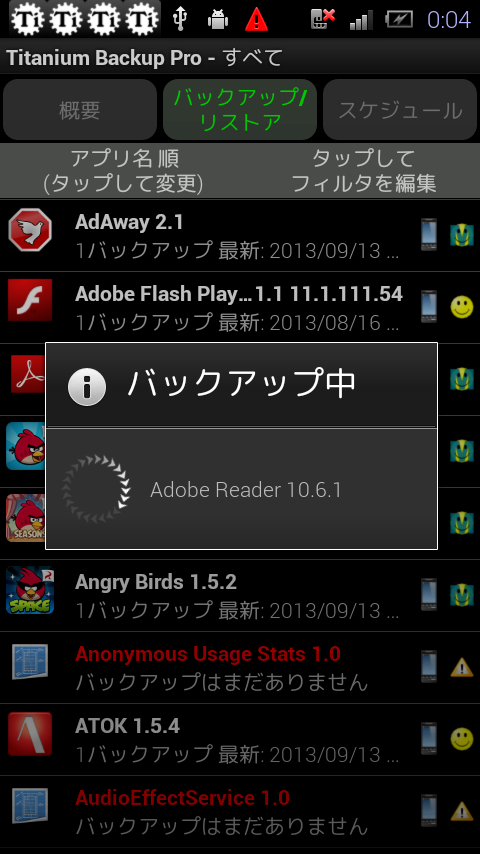 Ti Ti Ti Ti 0:04
Titanium Backup Pro - すべて
概要
バックアップ/
リストア
スケジュール
アプリ名 順
(タップして変更)
タップして
フィルタを編集
AdAway 2.1
1バックアップ 最新: 2013/09/13 ...
Adobe Flash Play...1.1 11.1.111.54
1バックアップ 最新: 2013/08/16 ...
バックアップ中
Adobe Reader 10.6.1
SEASONS
SPACE
Angry Birds 1.5.2
1バックアップ 最新: 2013/09/13 ...
Anonymous Usage Stats 1.0
バックアップはまだありません
ATOK 1.5.4
1バックアップ 最新: 2013/09/13 ...
AudioEffectService 1.0
バックアップはまだありません